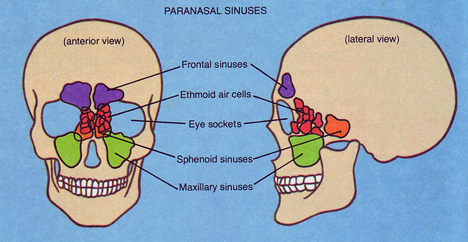 PARANASAL SINUSES
(anterior view)
(lateral view)
Frontal sinuses
Ethmoid air cells
Eye sockets
Sphenoid sinuses
Maxillary sinuses